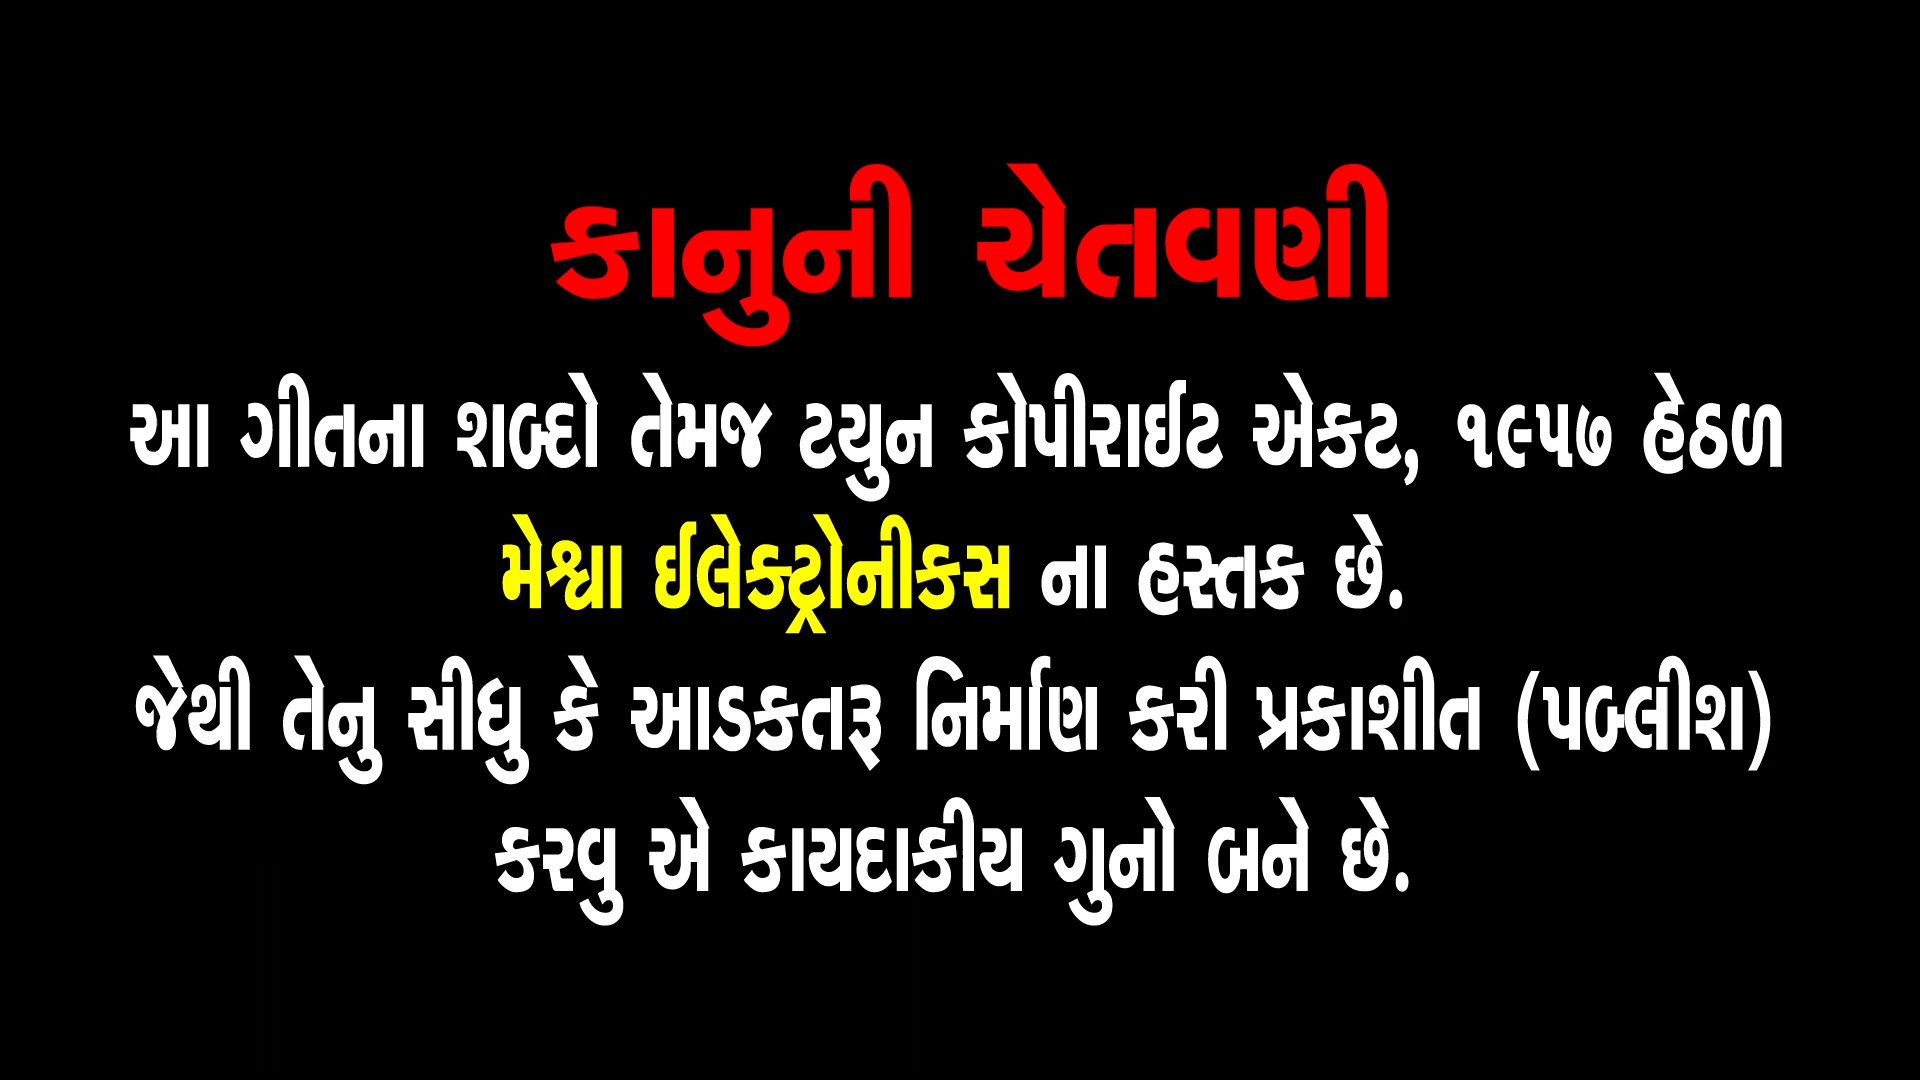 કાનુની ચેતવણી
આ ગીતના શબ્દો તેમજ ટયુન કોપીરાઈટ એકટ, ૧૯૫૭ હેઠળ
મેશ્વા ઈલેક્ટ્રોનીકસ ના હસ્તક છે.
જેથી તેનુ સીધુ કે આડકતરૂ નિર્માણ કરી પ્રકાશીત (પબ્લીશ)
કરવુ એ કાયદાકીય ગુનો બને છે.